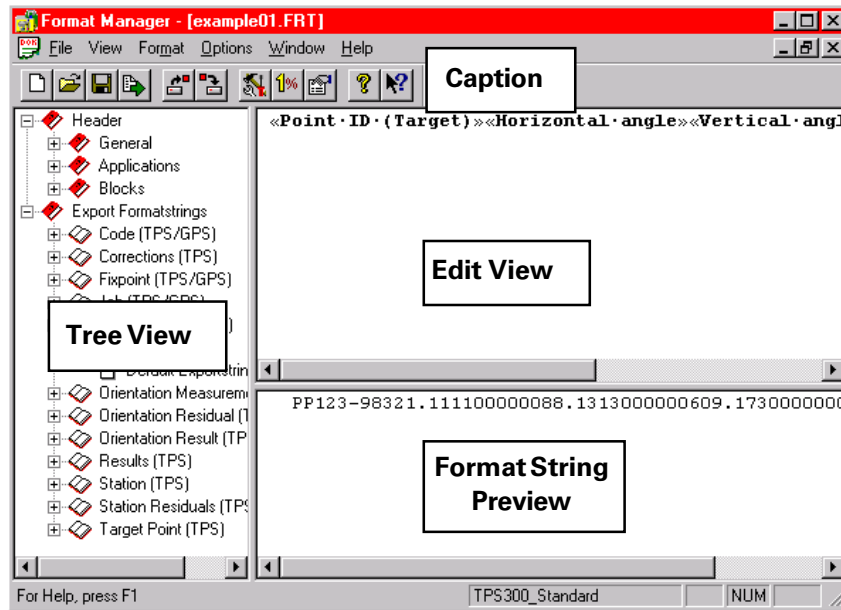 Format Manager - [example01.FRT]
File View Format Options Window Help
Caption
1%
Header
General
Applications
Blocks
Export Formatstrings
Code (TPS/GPS)
Corrections (TPS)
Fixpoint (TPS/GPS)
Tree View
Orientation Measurem
Orientation Residual (T
Orientation Result (TP
Results (TPS)
Station (TPS)
Station Residuals (TPS
Target Point (TPS)
«Point·ID·(Target)»«Horizontal·angle»«Vertical·angl
Edit View
PP123-98321.111100000088.1313000000609.1730000000
Format String
Preview
For Help, press F1
TPS300_Standard
NUM